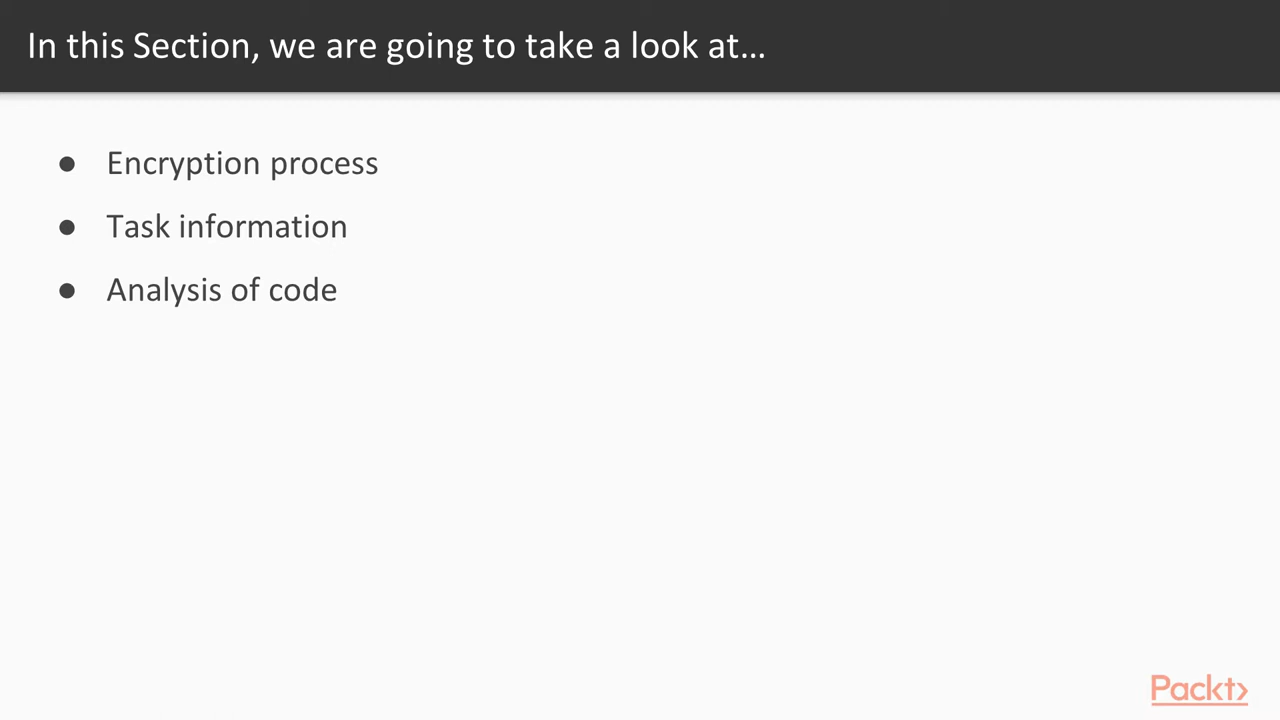 In this Section, we are going to take a look at...
● Encryption process
● Task information
● Analysis of code
Packt>